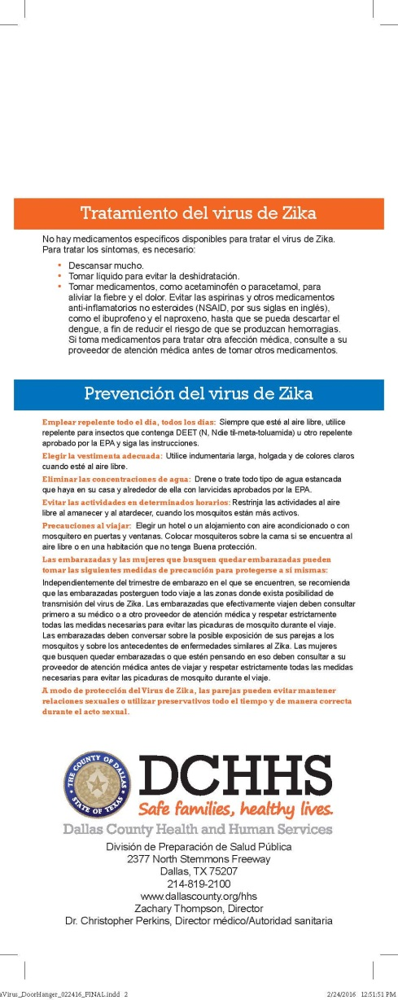 Tratamiento del virus de Zika
No hay medicamentos específicos disponibles para tratar el virus de Zika.
Para tratar los síntomas, es necesario:
• Descansar mucho.
• Tomar líquido para evitar la deshidratación.
• Tomar medicamentos, como acetaminofén o paracetamol, para
aliviar la fiebre y el dolor. Evitar las aspirinas y otros medicamentos
anti-inflamatorios no esteroides (NSAID, por sus siglas en inglés),
como el ibuprofeno y el naproxeno, hasta que se pueda descartar el
dengue, a fin de reducir el riesgo de que se produzcan hemorragias.
Si toma medicamentos para tratar otra afección médica, consulte a su
proveedor de atención médica antes de tomar otros medicamentos.
Prevención del virus de Zika
Emplear repelente todo el día, todos los días: Siempre que esté al aire libre, utilice
repelente para insectos que contenga DEET (N, Ndie til-meta-toluamida) u otro repelente
aprobado por la EPA y siga las instrucciones.
Elegir la vestimenta adecuada: Utilice indumentaria larga, holgada y de colores claros
cuando esté al aire libre.
Eliminar las concentraciones de agua: Drene o trate todo tipo de agua estancada
que haya en su casa y alrededor de ella con larvicidas aprobados por la EPA.
Evitar las actividades en determinados horarios: Restrinja las actividades al aire
libre al amanecer y al atardecer, cuando los mosquitos están más activos.
Precauciones al viajar: Elegir un hotel o un alojamiento con aire acondicionado o con
mosquitero en puertas y ventanas. Colocar mosquiteros sobre la cama si se encuentra al
aire libre o en una habitación que no tenga Buena protección.
Las embarazadas y las mujeres que busquen quedar embarazadas pueden
tomar las siguientes medidas de precaución para protegerse a sí mismas:
Independientemente del trimestre de embarazo en el que se encuentren, se recomienda
que las embarazadas posterguen todo viaje a las zonas donde exista posibilidad de
transmisión del virus de Zika. Las embarazadas que efectivamente viajen deben consultar
primero a su médico o a otro proveedor de atención médica y respetar estrictamente
todas las medidas necesarias para evitar las picaduras de mosquito durante el viaje.
Las embarazadas deben conversar sobre la posible exposición de sus parejas a los
mosquitos y sobre los antecedentes de enfermedades similares al Zika. Las mujeres
que busquen quedar embarazadas o que estén pensando en eso deben consultar a su
proveedor de atención médica antes de viajar y respetar estrictamente todas las medidas
necesarias para evitar las picaduras de mosquito durante el viaje.
A modo de protección del Virus de Zika, las parejas pueden evitar mantener
relaciones sexuales o utilizar preservativos todo el tiempo y de manera correcta
durante el acto sexual.
THE COUNTY OF DALLAS
STATE OF TEXAS
DCHHS
Safe families, healthy lives.
Dallas County Health and Human Services
División de Preparación de Salud Pública
2377 North Stemmons Freeway
Dallas, TX 75207
214-819-2100
www.dallascounty.org/hhs
Zachary Thompson, Director
Dr. Christopher Perkins, Director médico/Autoridad sanitaria
aVirus_DoorHanger_022416_FINAL.indd 2
2/24/2016 12:51:51 PM